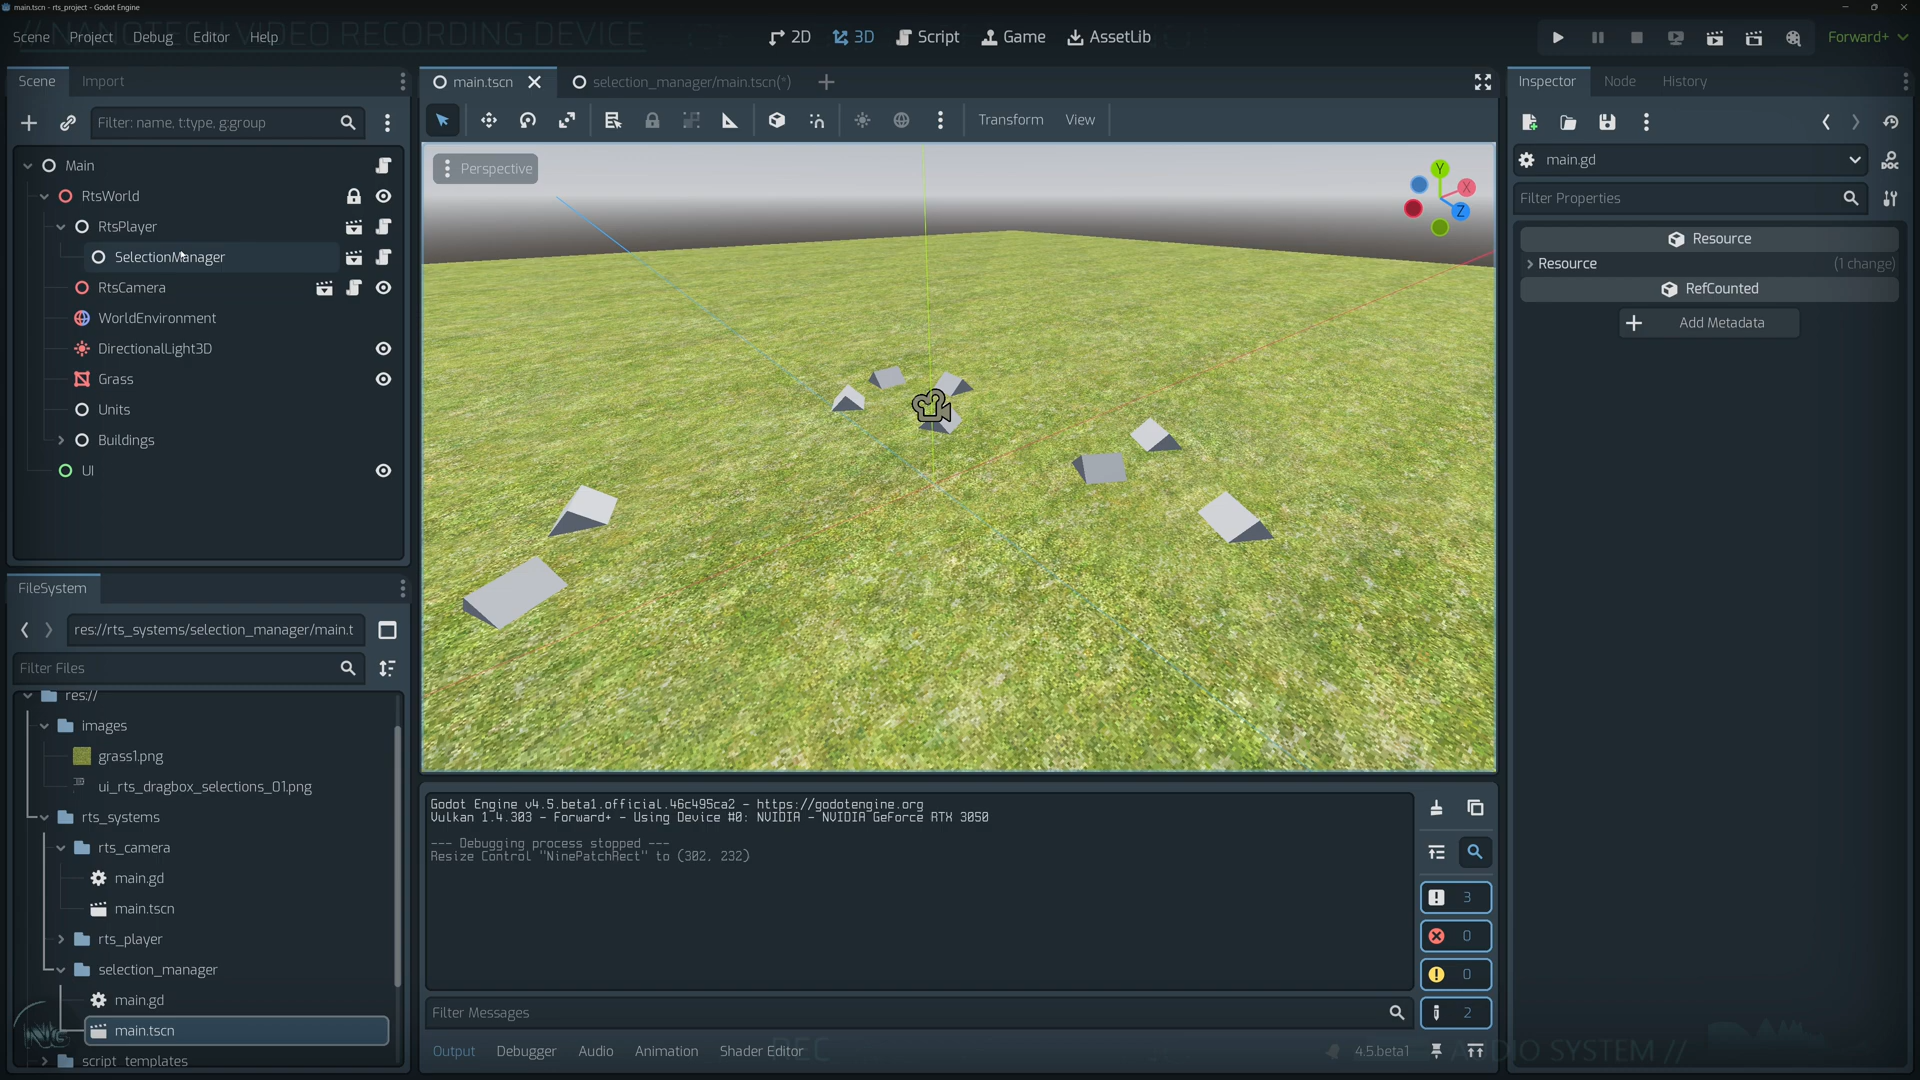 main.tscn - rts_project - Godot Engine
// NANOTECH VIDEO RECORDING DEVICE
Scene Project Debug Editor Help
2D 3D Script Game AssetLib
Forward+
Scene Import
main.tscn selection_manager/main.tscn(*)
Inspector Node History
Filter: name, t:type, g:group
Transform View
main.gd
Filter Properties
Resource
Resource (1 change)
RefCounted
Add Metadata
Main
RtsWorld
RtsPlayer
SelectionManager
RtsCamera
WorldEnvironment
DirectionalLight3D
Grass
Units
Buildings
UI
Perspective
Y
X
Z
FileSystem
res://rts_systems/selection_manager/main.t
Filter Files
res://
images
grass1.png
ui_rts_dragbox_selections_01.png
rts_systems
rts_camera
main.gd
main.tscn
rts_player
selection_manager
main.gd
main.tscn
script_templates
Godot Engine v4.5.beta1.official.46c495ca2 - https://godotengine.org
Vulkan 1.4.303 - Forward+ - Using Device #0: NVIDIA - NVIDIA GeForce RTX 3050
--- Debugging process stopped ---
Resize Control "NinePatchRect" to (302, 232)
3
0
0
2
Filter Messages
Output Debugger Audio Animation Shader Editor
4.5.beta1
REC
NG